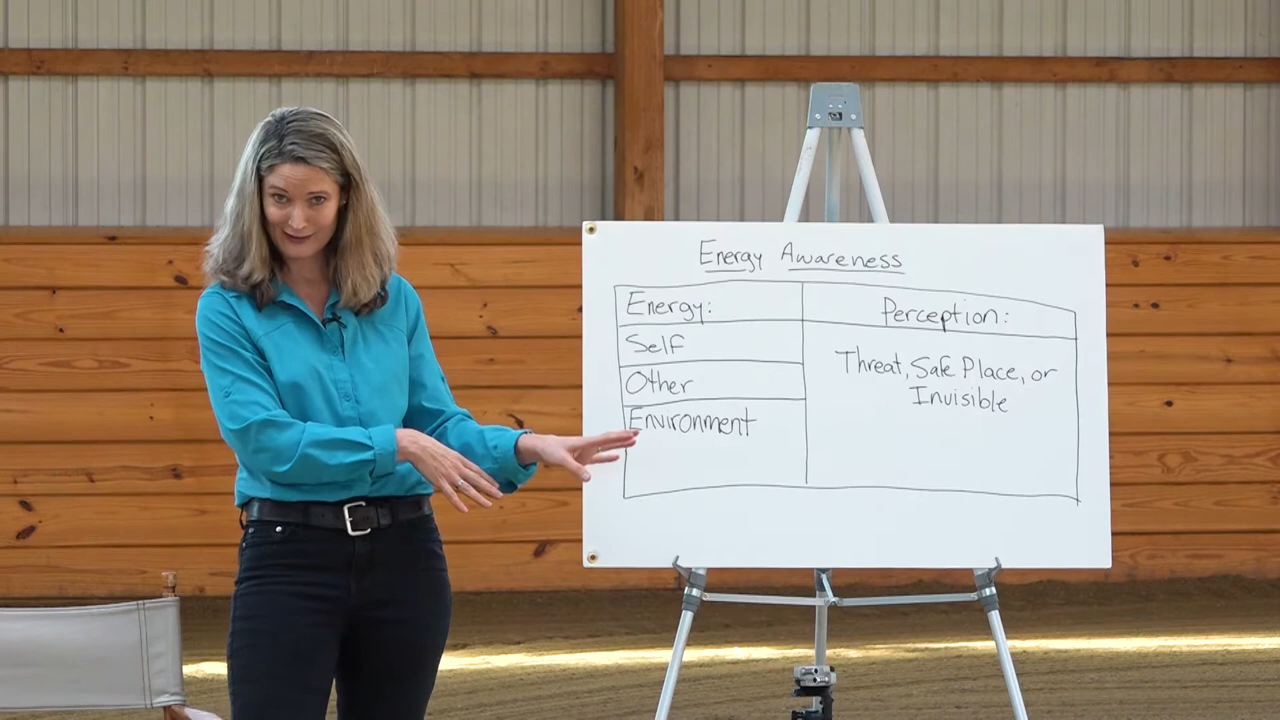 Energy Awareness
Energy:
Self
Other
Environment
Perception:
Threat, Safe Place, or
Invisible